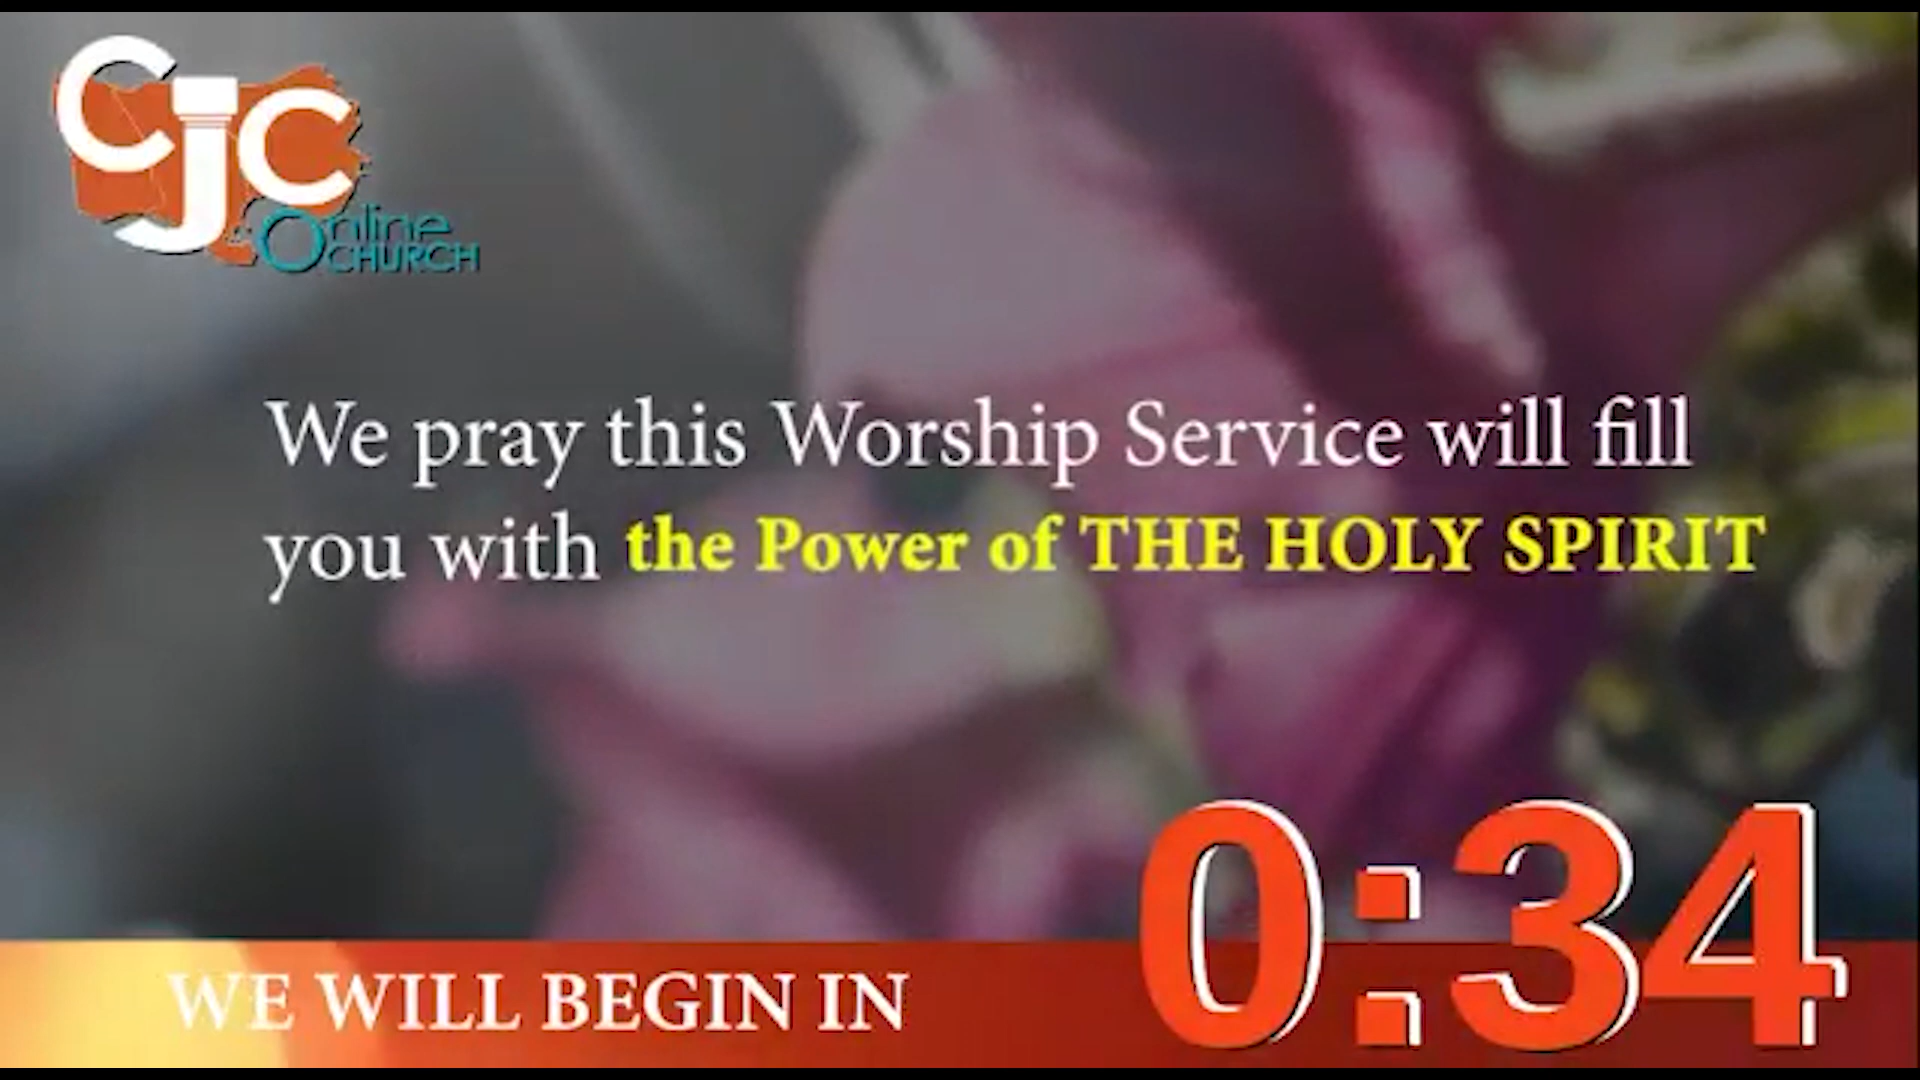 CJC
Online
CHURCH
We pray this Worship Service will fill
you with the Power of THE HOLY SPIRIT
WE WILL BEGIN IN
0:34